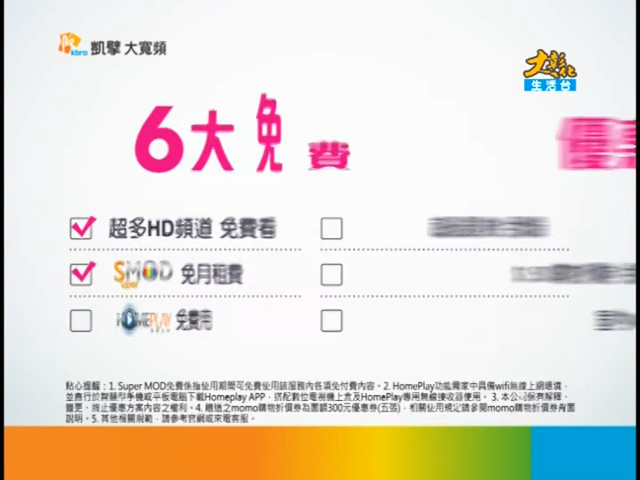 kbro 凱擘 大寬頻
大彰化
生活台
6大免費 優
超多HD頻道 免費看
Super MOD 免月租費
HOMEPLAY 免費用
貼心提醒:1. Super MOD免費係指使用期間可免費使用該服務內各項免付費內容。2. HomePlay功能需家中具備wifi無線上網環境,
並自行於智慧型手機或平板電腦下載Homeplay APP,搭配數位電視機上盒及HomePlay專用無線接收器使用。 3. 本公司保有解釋、
變更、終止優惠方案內容之權利。4. 贈送之momo購物折價券為面額300元優惠券(五張),相關使用規定請參閱momo購物折價券背面
說明。5. 其他相關規範,請參考官網或來電客服。